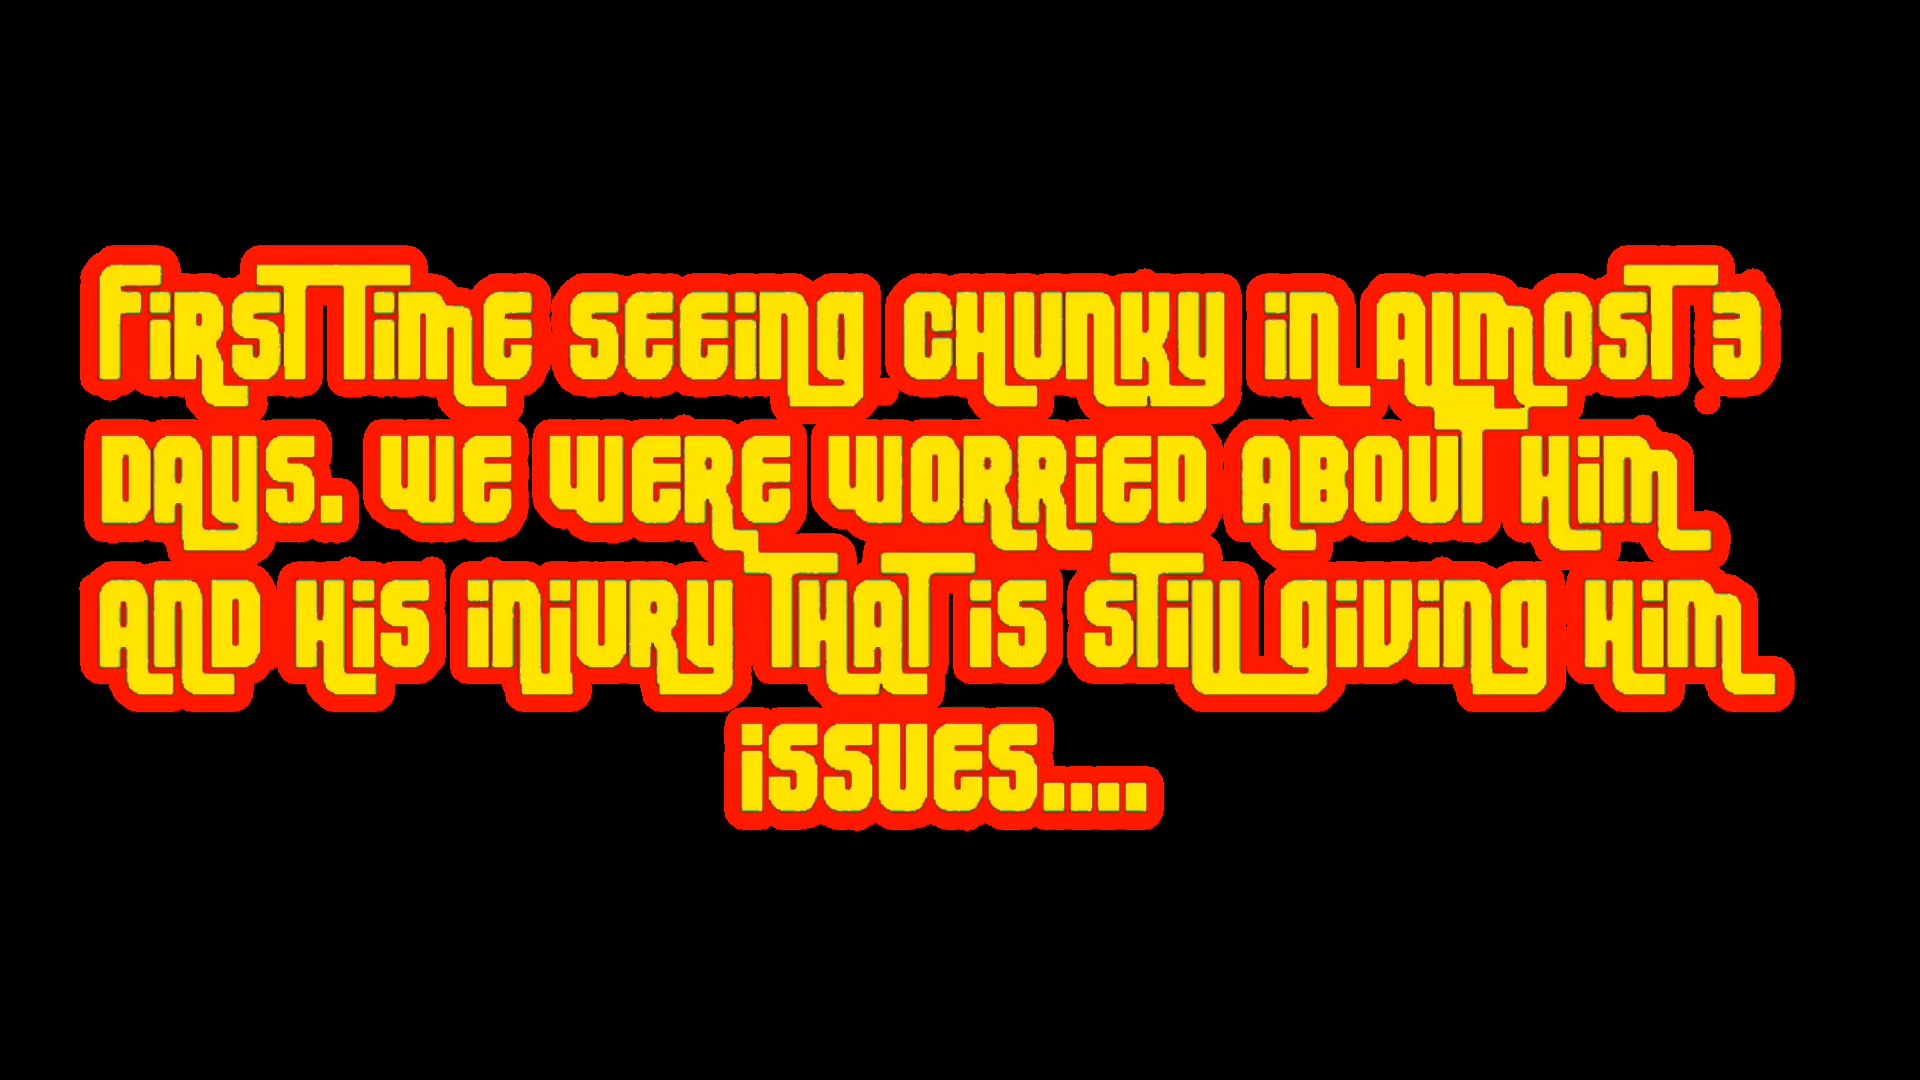 First time seeing Chunky in almost 3
days. We were worried about him
and his injury that is still giving him
issues....